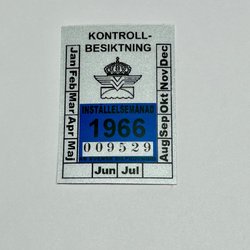 KONTROLL-
BESIKTNING
Jan Feb Mar Apr Maj
INSTÄLLELSEMÅNAD
1966
009529
Jun Jul
Aug Sep Okt Nov Dec